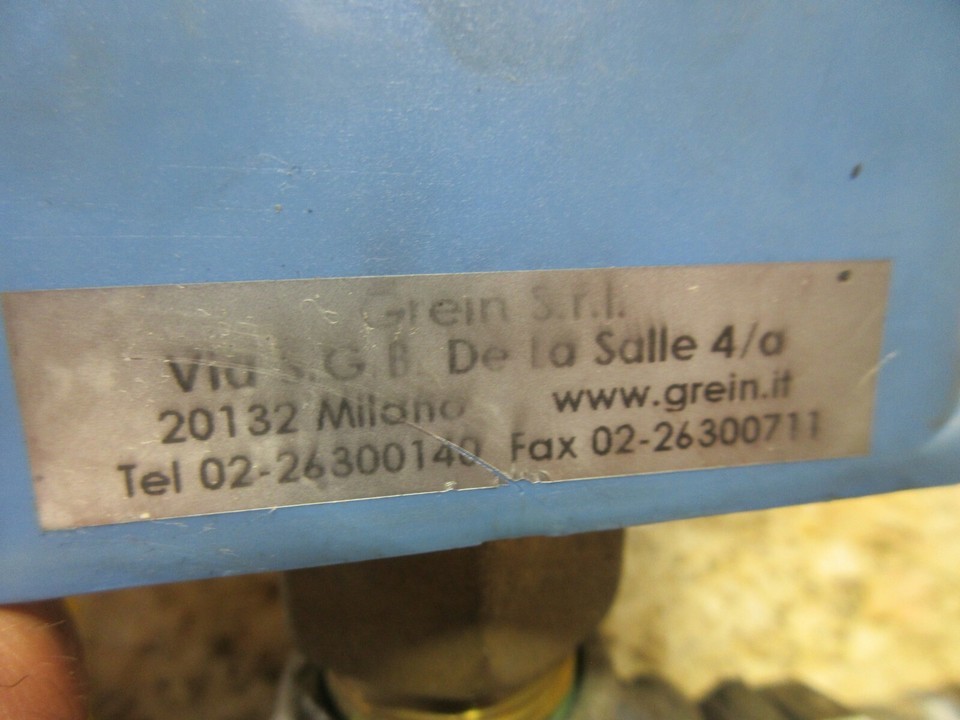 Grein S.r.l.
Via S.G.B. De La Salle 4/a
20132 Milano www.grein.it
Tel 02-26300140 Fax 02-26300711